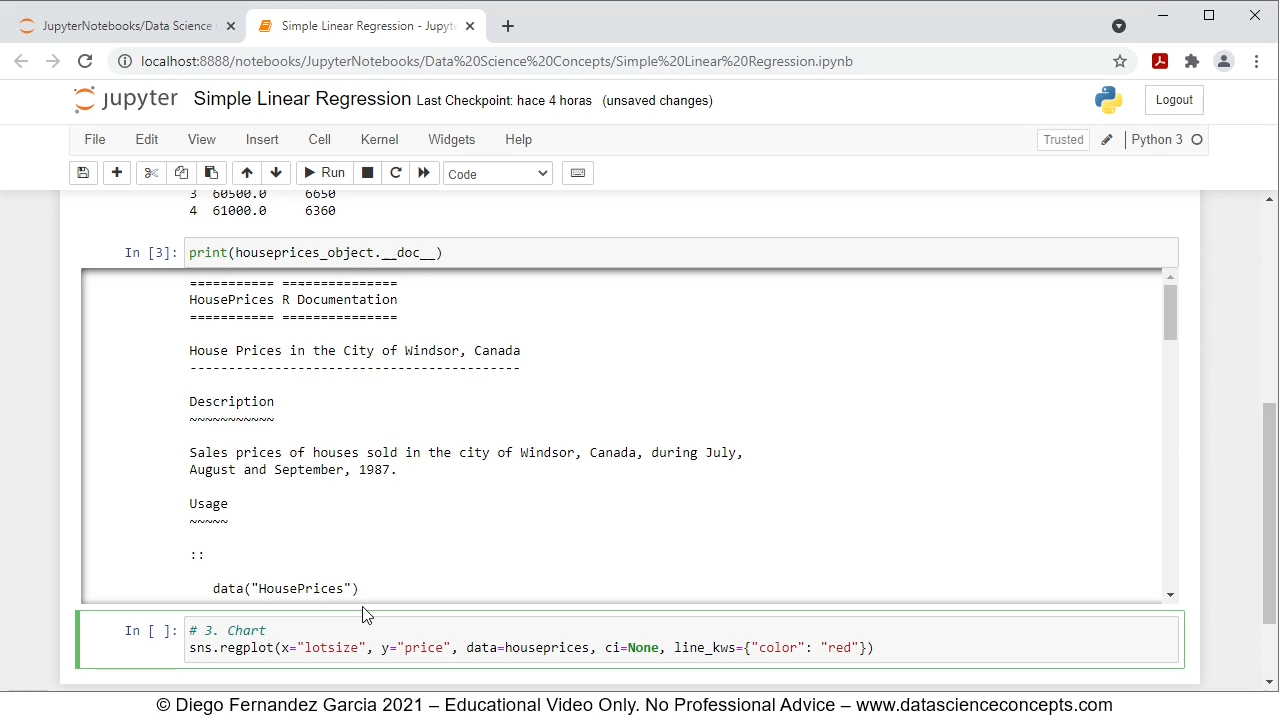 JupyterNotebooks/Data Science
Simple Linear Regression - Jupyte
localhost:8888/notebooks/JupyterNotebooks/Data%20Science%20Concepts/Simple%20Linear%20Regression.ipynb
jupyter Simple Linear Regression Last Checkpoint: hace 4 horas (unsaved changes)
Logout
File Edit View Insert Cell Kernel Widgets Help
Trusted Python 3
Run Code
3 60500.0 6650
4 61000.0 6360
In [3]: print(houseprices_object.__doc__)
=========== ===============
HousePrices R Documentation
=========== ===============
House Prices in the City of Windsor, Canada
-------------------------------------------
Description
~~~~~~~~~~~
Sales prices of houses sold in the city of Windsor, Canada, during July,
August and September, 1987.
Usage
~~~~~
::
data("HousePrices")
In [ ]: # 3. Chart
sns.regplot(x="lotsize", y="price", data=houseprices, ci=None, line_kws={"color": "red"})
© Diego Fernandez Garcia 2021 – Educational Video Only. No Professional Advice – www.datascienceconcepts.com